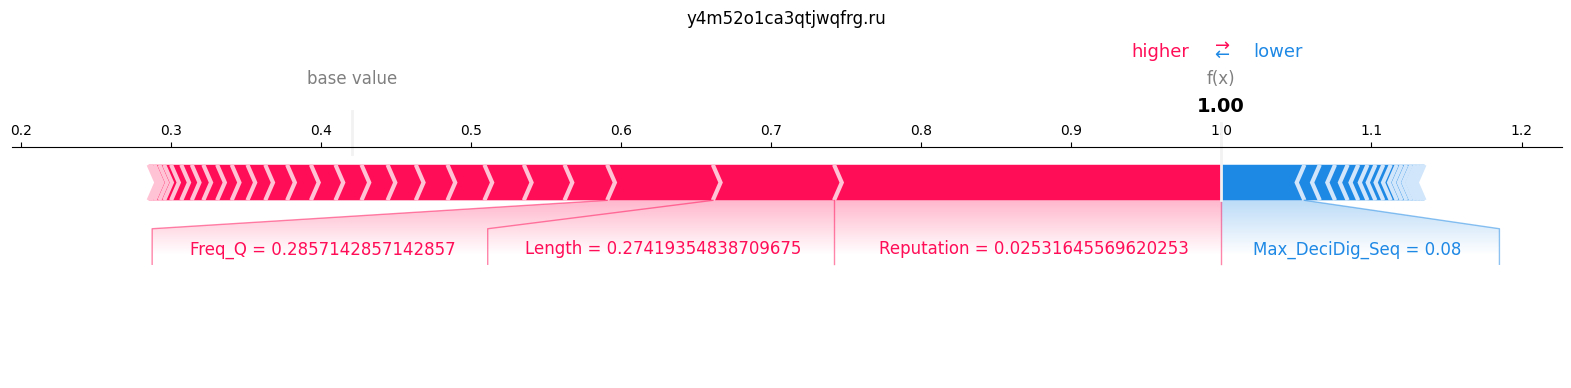 y4m52o1ca3qtjwqfrg.ru
higher → ← lower
base value f(x)
1.00
0.2 0.3 0.4 0.5 0.6 0.7 0.8 0.9 1.0 1.1 1.2
Freq_Q = 0.2857142857142857 Length = 0.27419354838709675 Reputation = 0.02531645569620253 Max_DeciDig_Seq = 0.08